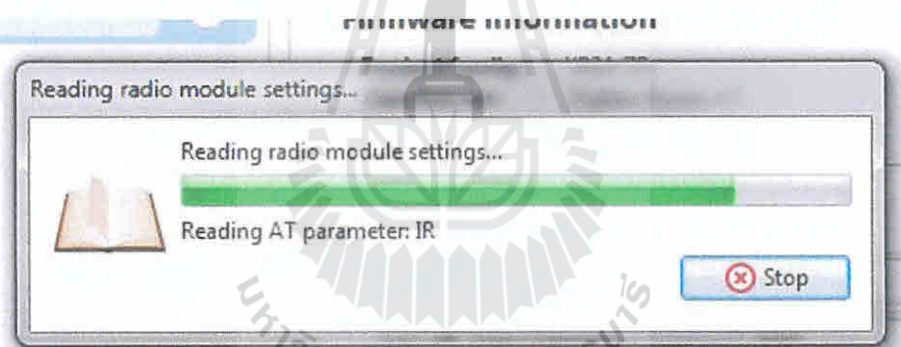 Firmware Information
Reading radio module settings...
Reading radio module settings...
Reading AT parameter: IR
Stop